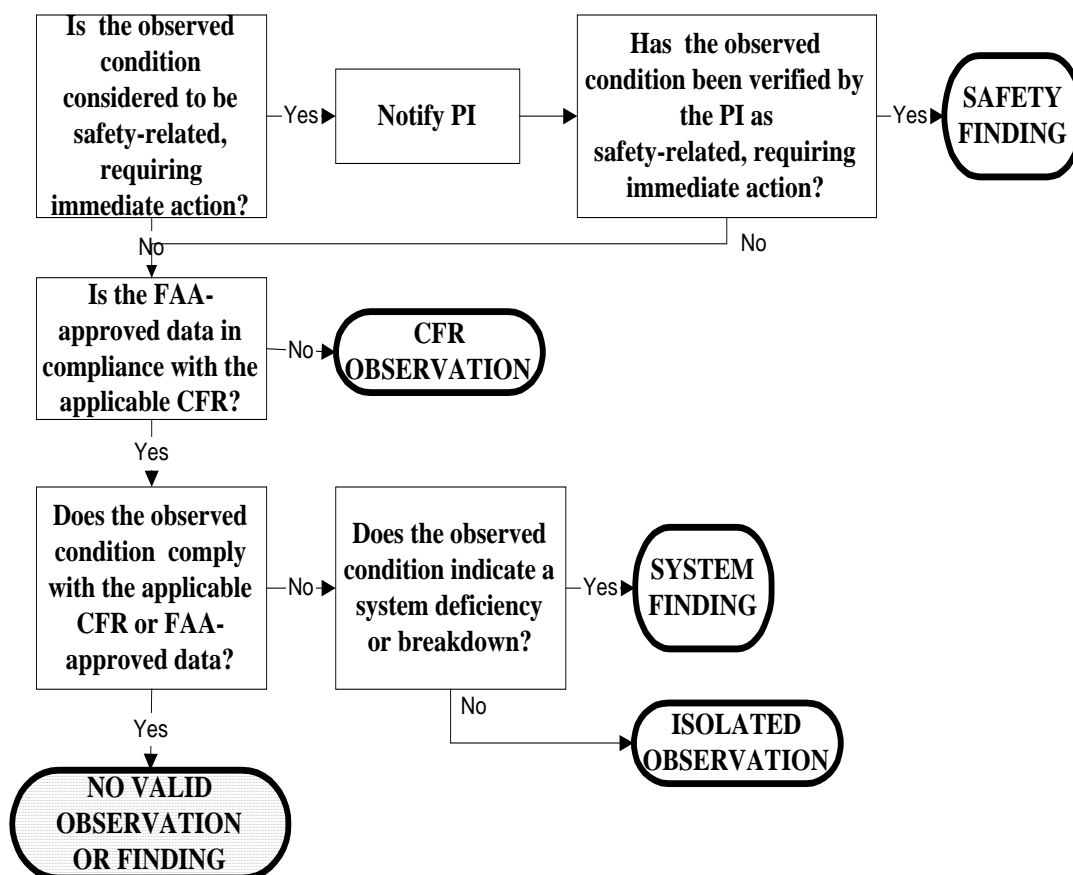 Is the observed
condition
considered to be
safety-related,
requiring
immediate action?
Yes
Notify PI
Has the observed
condition been verified by
the PI as
safety-related, requiring
immediate action?
Yes
SAFETY
FINDING
No
No
Is the FAA-
approved data in
compliance with the
applicable CFR?
No
CFR
OBSERVATION
Yes
Does the observed
condition comply
with the applicable
CFR or FAA-
approved data?
No
Does the observed
condition indicate a
system deficiency
or breakdown?
Yes
SYSTEM
FINDING
No
ISOLATED
OBSERVATION
Yes
NO VALID
OBSERVATION
OR FINDING